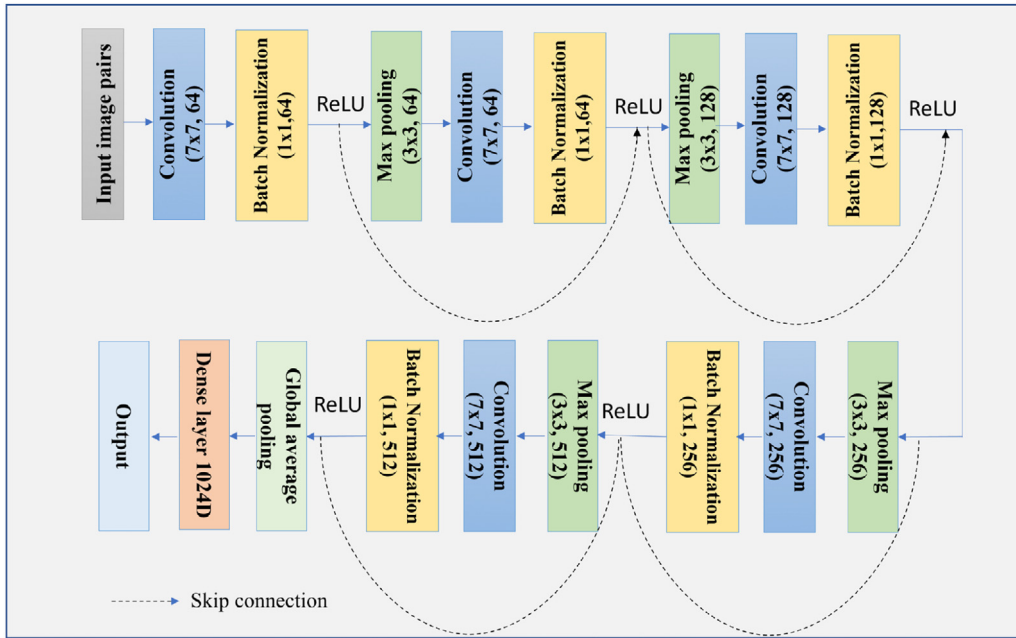 Input image pairs
Convolution
(7x7, 64)
Batch Normalization
(1x1,64)
ReLU
Max pooling
(3x3, 64)
Convolution
(7x7, 64)
Batch Normalization
(1x1,64)
ReLU
Max pooling
(3x3, 128)
Convolution
(7x7, 128)
Batch Normalization
(1x1,128)
ReLU
Max pooling
(3x3, 256)
Convolution
(7x7, 256)
Batch Normalization
(1x1, 256)
ReLU
Max pooling
(3x3, 512)
Convolution
(7x7, 512)
Batch Normalization
(1x1, 512)
ReLU
Global average
pooling
Dense layer 1024D
Output
Skip connection